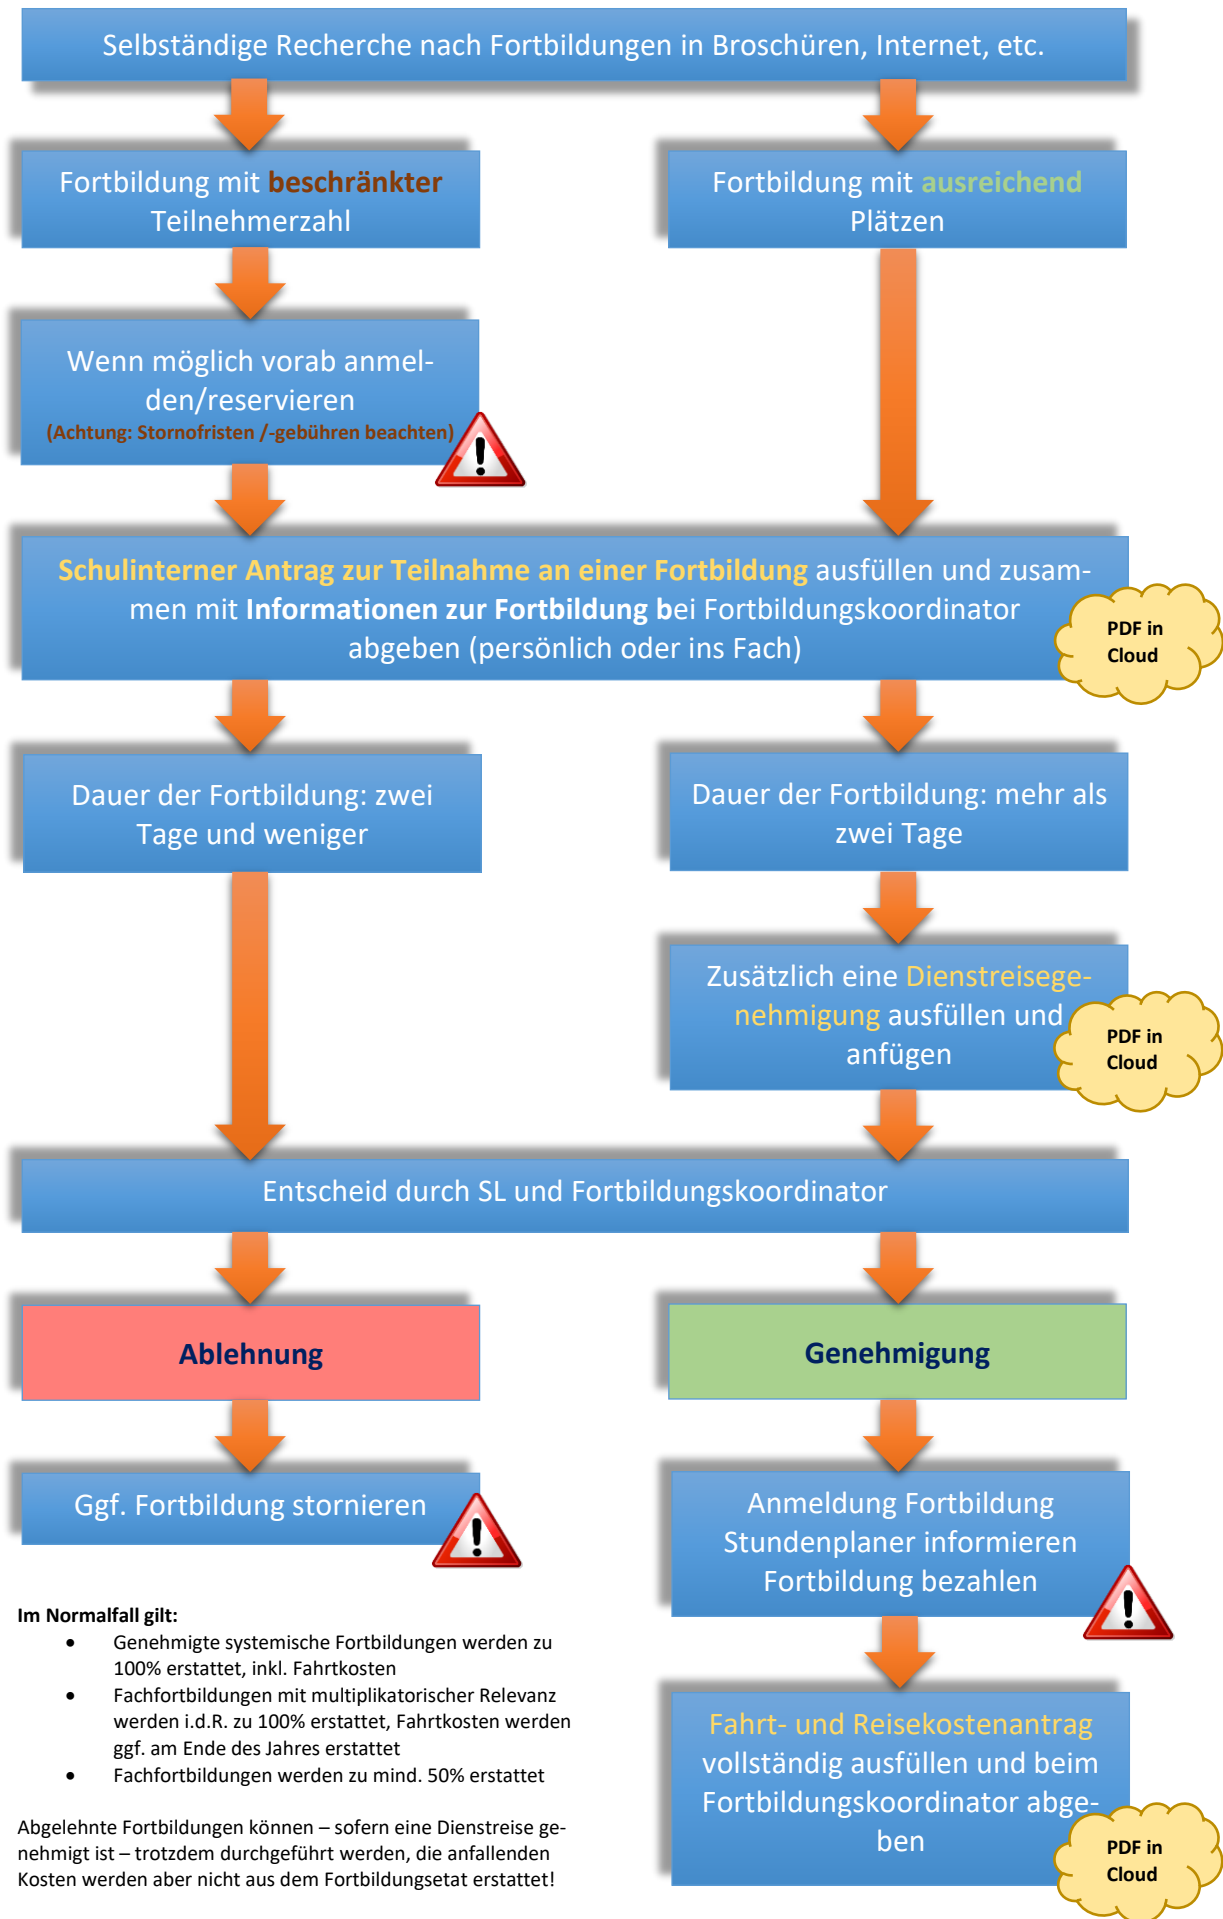 Selbständige Recherche nach Fortbildungen in Broschüren, Internet, etc.
Fortbildung mit beschränkter
Teilnehmerzahl
Fortbildung mit ausreichend
Plätzen
Wenn möglich vorab anmel-
den/reservieren
(Achtung: Stornofristen /-gebühren beachten)
Schulinterner Antrag zur Teilnahme an einer Fortbildung ausfüllen und zusam-
men mit Informationen zur Fortbildung bei Fortbildungskoordinator
abgeben (persönlich oder ins Fach)
PDF in
Cloud
Dauer der Fortbildung: zwei
Tage und weniger
Dauer der Fortbildung: mehr als
zwei Tage
Zusätzlich eine Dienstreisege-
nehmigung ausfüllen und
anfügen
PDF in
Cloud
Entscheid durch SL und Fortbildungskoordinator
Ablehnung
Genehmigung
Ggf. Fortbildung stornieren
Anmeldung Fortbildung
Stundenplaner informieren
Fortbildung bezahlen
Im Normalfall gilt:
• Genehmigte systemische Fortbildungen werden zu
100% erstattet, inkl. Fahrtkosten
• Fachfortbildungen mit multiplikatorischer Relevanz
werden i.d.R. zu 100% erstattet, Fahrtkosten werden
ggf. am Ende des Jahres erstattet
• Fachfortbildungen werden zu mind. 50% erstattet
Abgelehnte Fortbildungen können – sofern eine Dienstreise ge-
nehmigt ist – trotzdem durchgeführt werden, die anfallenden
Kosten werden aber nicht aus dem Fortbildungsetat erstattet!
Fahrt- und Reisekostenantrag
vollständig ausfüllen und beim
Fortbildungskoordinator abge-
ben
PDF in
Cloud